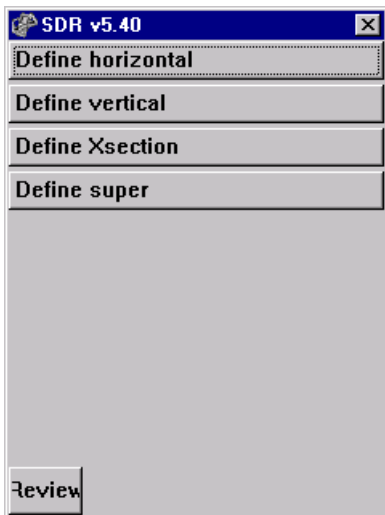 SDR v5.40
Define horizontal
Define vertical
Define Xsection
Define super
Review